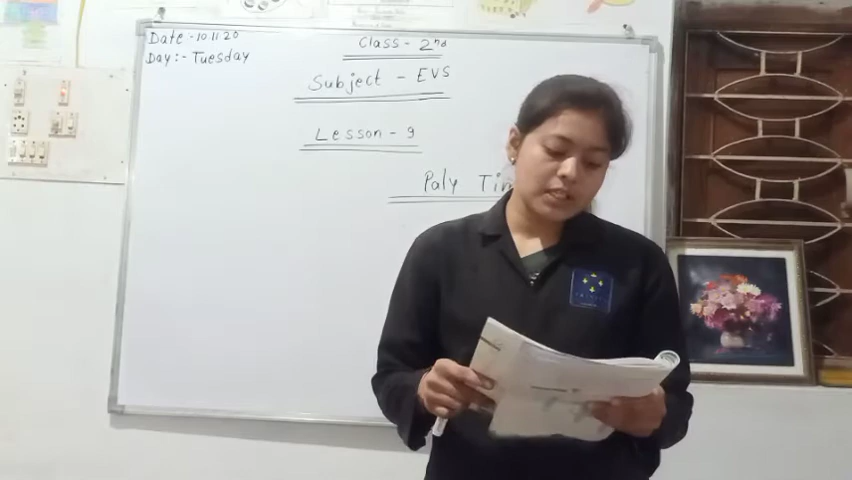 Date - 10.11.20
Day :- Tuesday
Class - 2nd
Subject - EVS
Lesson - 9
Paly Tim